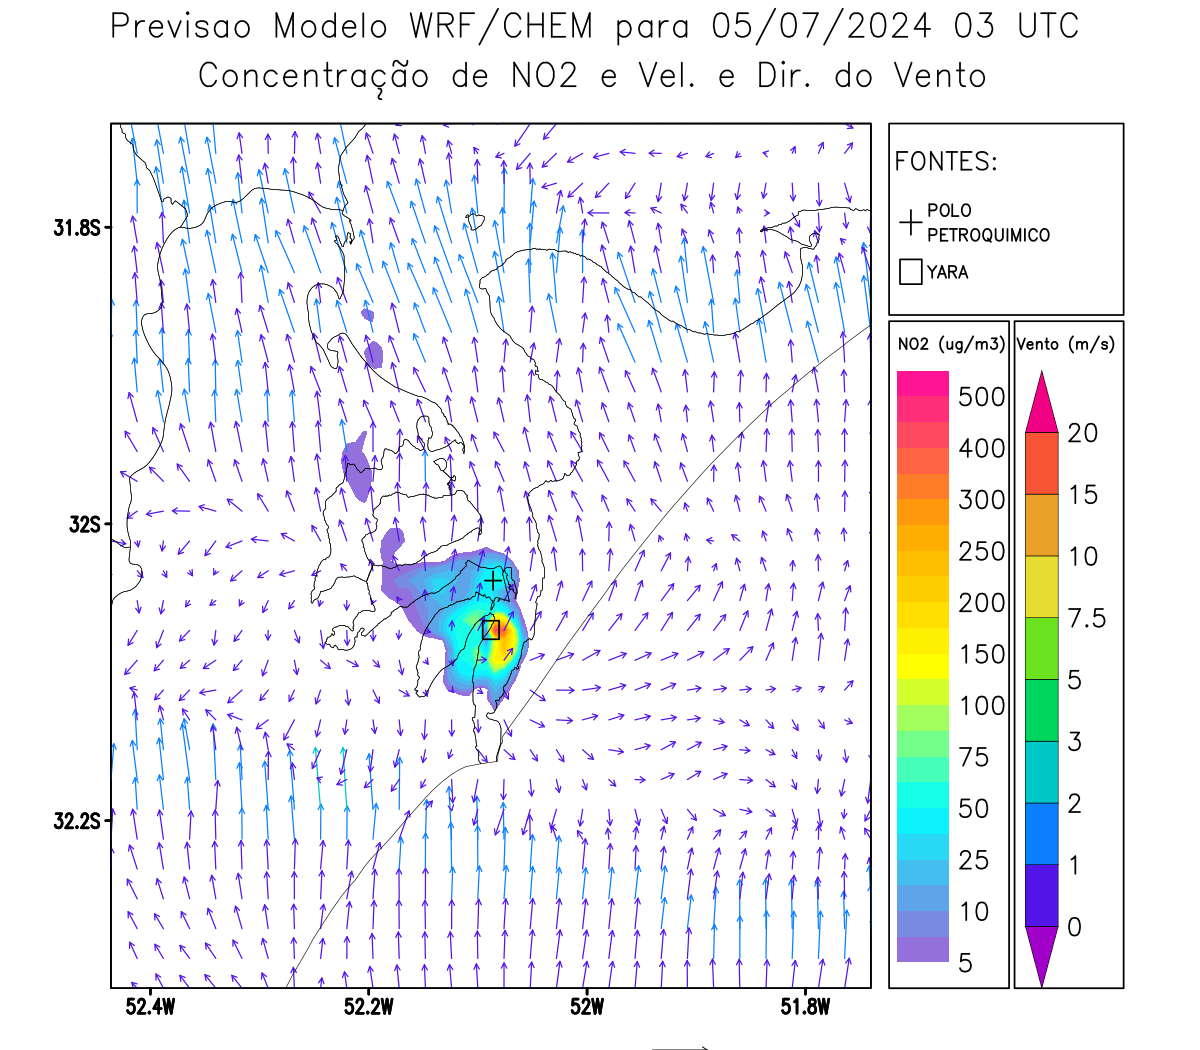 Previsao Modelo WRF/CHEM para 05/07/2024 03 UTC
Concentração de NO2 e Vel. e Dir. do Vento
FONTES:
POLO
PETROQUIMICO
YARA
NO2 (ug/m3)
500
400
300
250
200
150
100
75
50
25
10
5
Vento (m/s)
20
15
10
7.5
5
3
2
1
0
31.8S
32S
32.2S
52.4W
52.2W
52W
51.8W